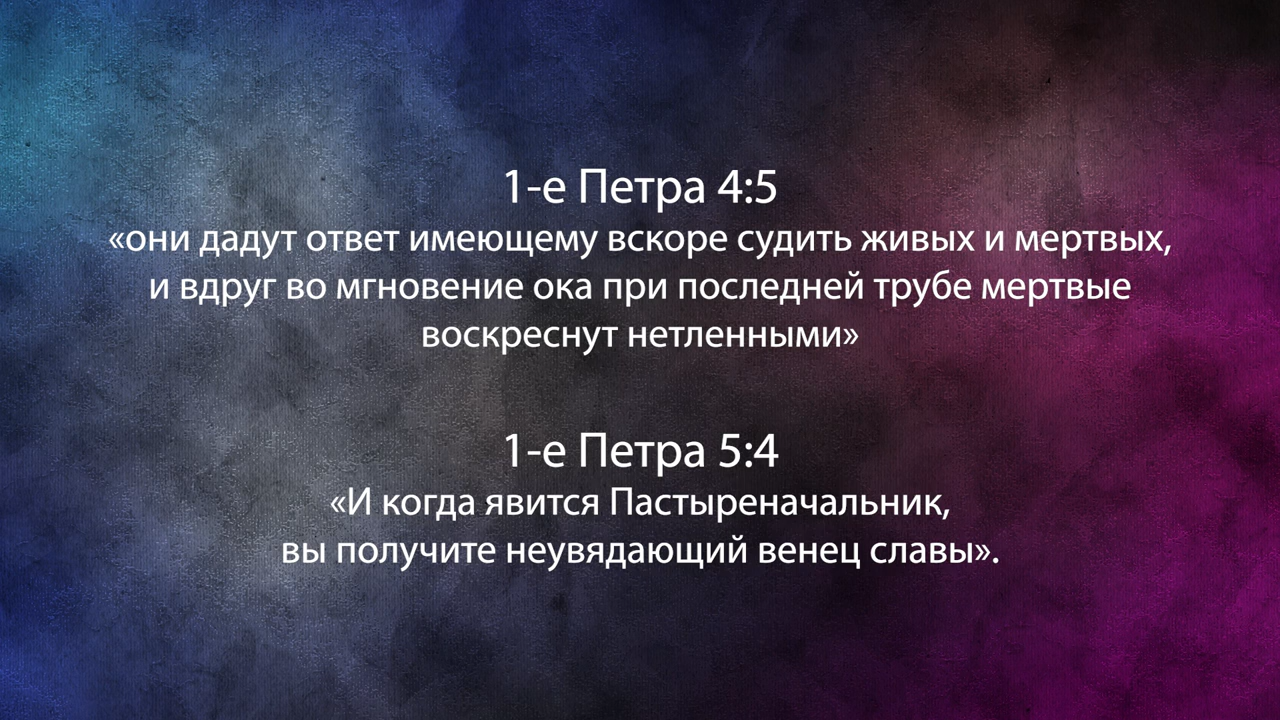 1-е Петра 4:5
«они дадут ответ имеющему вскоре судить живых и мертвых,
и вдруг во мгновение ока при последней трубе мертвые
воскреснут нетленными»
1-е Петра 5:4
«И когда явится Пастыреначальник,
вы получите неувядающий венец славы».